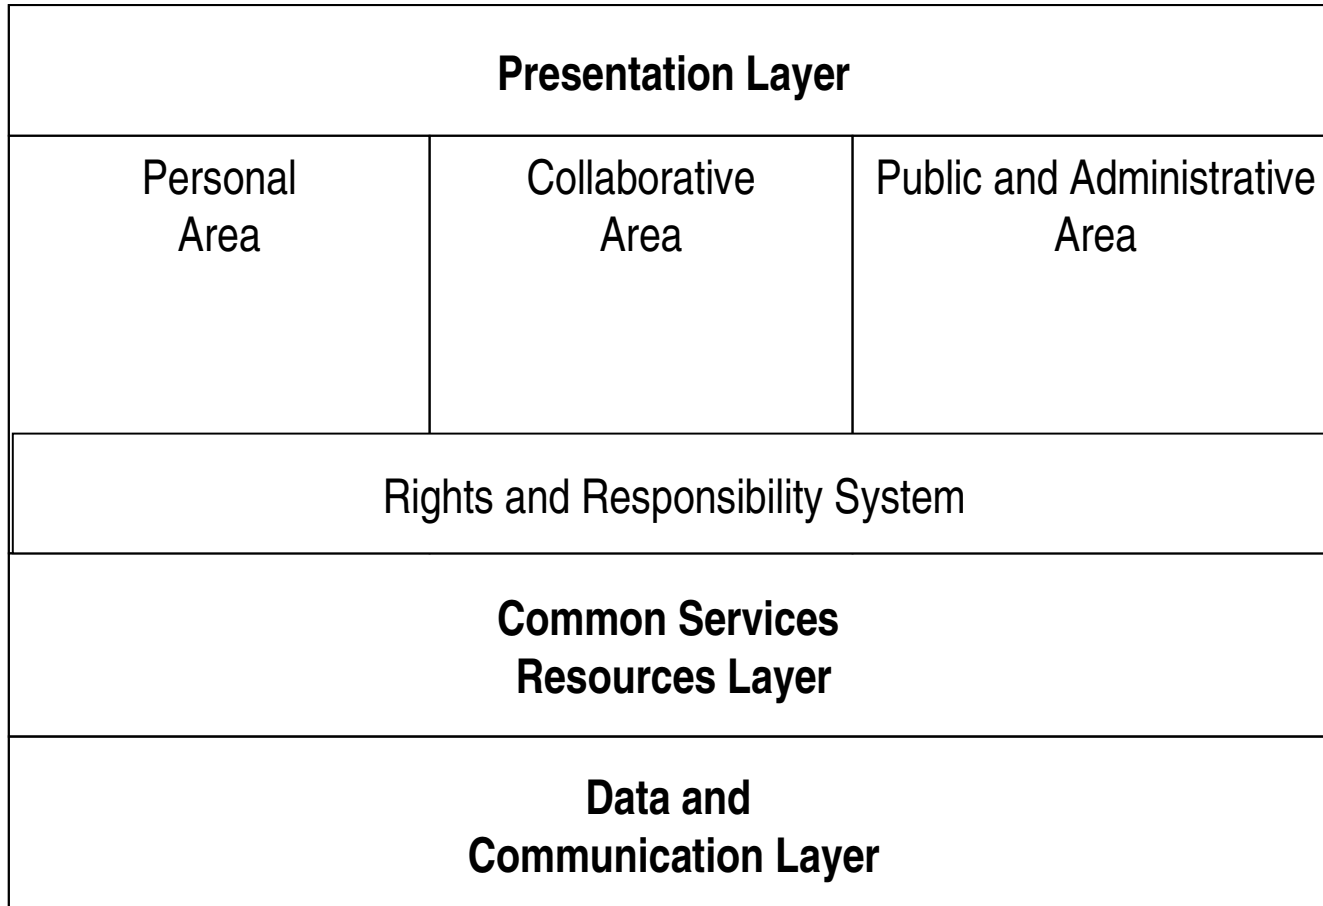 Presentation Layer
Personal
Area
Collaborative
Area
Public and Administrative
Area
Rights and Responsibility System
Common Services
Resources Layer
Data and
Communication Layer